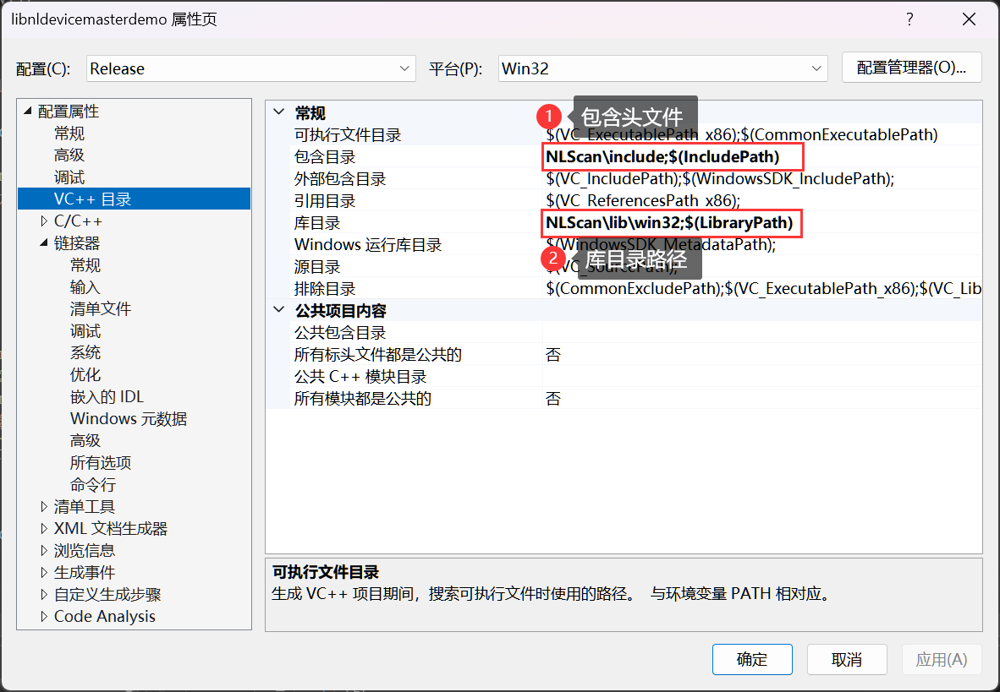 libnldevicemasterdemo 属性页
?
配置(C):
Release
平台(P):
Win32
配置管理器(O)...
配置属性
常规
高级
调试
VC++ 目录
C/C++
链接器
常规
输入
清单文件
调试
系统
优化
嵌入的 IDL
Windows 元数据
高级
所有选项
命令行
清单工具
XML 文档生成器
浏览信息
生成事件
自定义生成步骤
Code Analysis
常规
1 包含头文件
可执行文件目录 $(VC_ExecutablePath_x86);$(CommonExecutablePath)
包含目录 NLScan\include;$(IncludePath)
外部包含目录 $(VC_IncludePath);$(WindowsSDK_IncludePath);
引用目录 $(VC_ReferencesPath_x86);
库目录 NLScan\lib\win32;$(LibraryPath)
Windows 运行库目录 $(WindowsSDK_MetadataPath);
2 库目录路径
源目录 $(VC_SourcePath);
排除目录 $(CommonExcludePath);$(VC_ExecutablePath_x86);$(VC_Lib
公共项目内容
公共包含目录
所有标头文件都是公共的 否
公共 C++ 模块目录
所有模块都是公共的 否
可执行文件目录
生成 VC++ 项目期间，搜索可执行文件时使用的路径。 与环境变量 PATH 相对应。
确定
取消
应用(A)